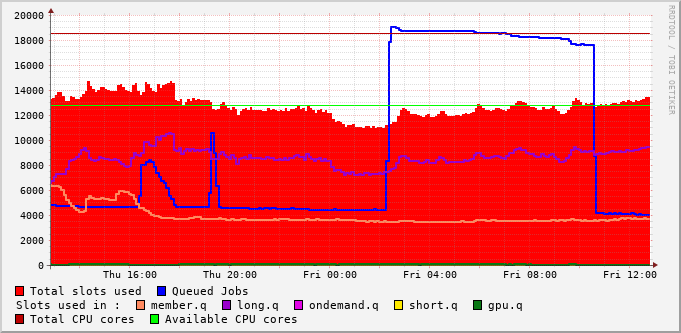 20000
18000
16000
14000
12000
10000
8000
6000
4000
2000
0
Thu 16:00 Thu 20:00 Fri 00:00 Fri 04:00 Fri 08:00 Fri 12:00
Total slots used Queued Jobs
Slots used in : member.q long.q ondemand.q short.q gpu.q
Total CPU cores Available CPU cores
RRDTOOL / TOBI OETIKER